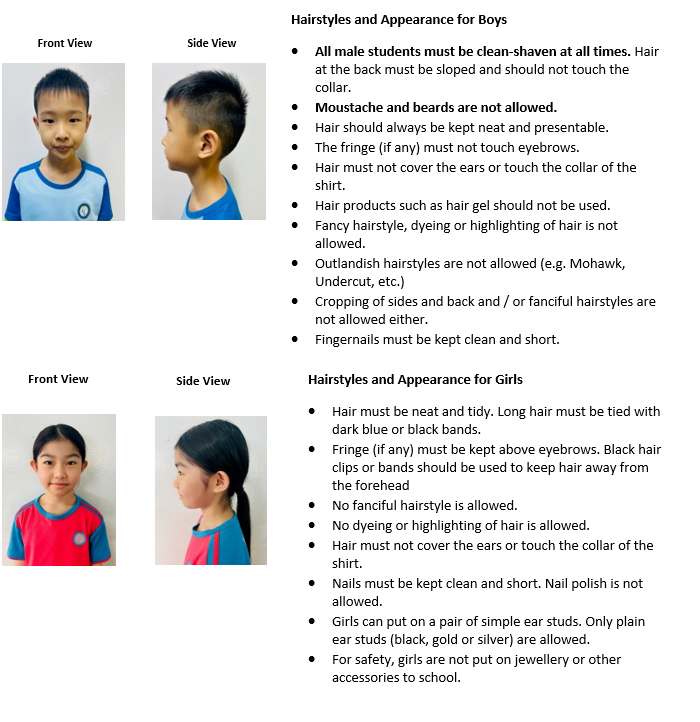 Hairstyles and Appearance for Boys
Front View
Side View
• All male students must be clean-shaven at all times. Hair
at the back must be sloped and should not touch the
collar.
• Moustache and beards are not allowed.
• Hair should always be kept neat and presentable.
• The fringe (if any) must not touch eyebrows.
• Hair must not cover the ears or touch the collar of the
shirt.
• Hair products such as hair gel should not be used.
• Fancy hairstyle, dyeing or highlighting of hair is not
allowed.
• Outlandish hairstyles are not allowed (e.g. Mohawk,
Undercut, etc.)
• Cropping of sides and back and / or fanciful hairstyles are
not allowed either.
• Fingernails must be kept clean and short.
Front View
Side View
Hairstyles and Appearance for Girls
• Hair must be neat and tidy. Long hair must be tied with
dark blue or black bands.
• Fringe (if any) must be kept above eyebrows. Black hair
clips or bands should be used to keep hair away from
the forehead
• No fanciful hairstyle is allowed.
• No dyeing or highlighting of hair is allowed.
• Hair must not cover the ears or touch the collar of the
shirt.
• Nails must be kept clean and short. Nail polish is not
allowed.
• Girls can put on a pair of simple ear studs. Only plain
ear studs (black, gold or silver) are allowed.
• For safety, girls are not put on jewellery or other
accessories to school.